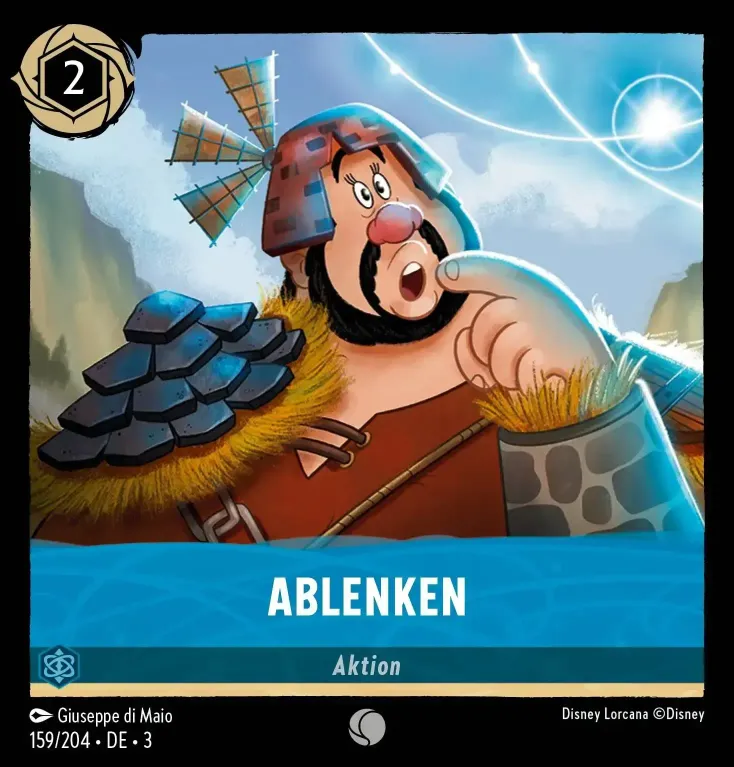 2
ABLENKEN
Aktion
Giuseppe di Maio
Disney Lorcana ©Disney
159/204 • DE • 3